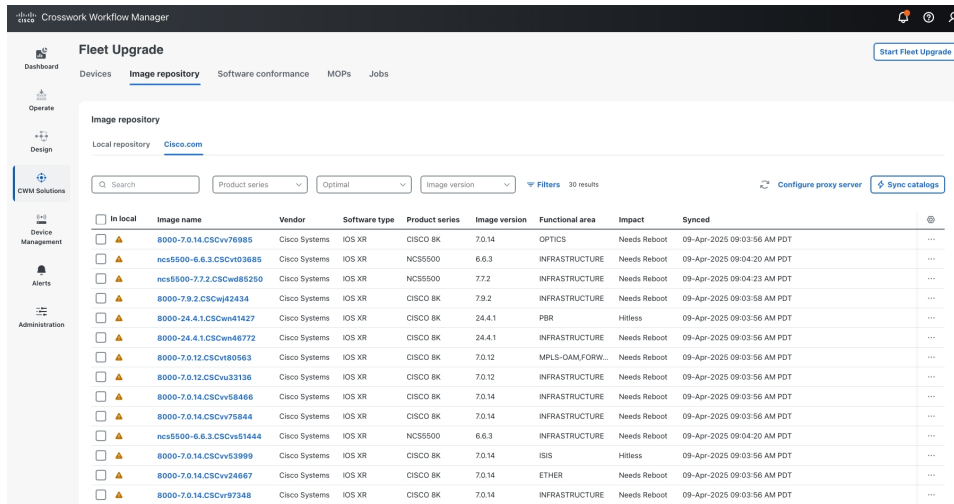 cisco Crosswork Workflow Manager
Fleet Upgrade
Start Fleet Upgrade
Devices Image repository Software conformance MOPs Jobs
Dashboard
Operate
Design
CWM Solutions
Device Management
Alerts
Administration
Image repository
Local repository Cisco.com
Search Product series Optimal Image version Filters 30 results Configure proxy server Sync catalogs
In local Image name Vendor Software type Product series Image version Functional area Impact Synced
8000-7.0.14.CSCvv76985 Cisco Systems IOS XR CISCO 8K 7.0.14 OPTICS Needs Reboot 09-Apr-2025 09:03:56 AM PDT ...
ncs5500-6.6.3.CSCvt03685 Cisco Systems IOS XR NCS5500 6.6.3 INFRASTRUCTURE Needs Reboot 09-Apr-2025 09:04:20 AM PDT ...
ncs5500-7.7.2.CSCwd85250 Cisco Systems IOS XR NCS5500 7.7.2 INFRASTRUCTURE Needs Reboot 09-Apr-2025 09:04:23 AM PDT ...
8000-7.9.2.CSCwj42434 Cisco Systems IOS XR CISCO 8K 7.9.2 INFRASTRUCTURE Needs Reboot 09-Apr-2025 09:03:58 AM PDT ...
8000-24.4.1.CSCwn41427 Cisco Systems IOS XR CISCO 8K 24.4.1 PBR Hitless 09-Apr-2025 09:03:56 AM PDT ...
8000-24.4.1.CSCwn46772 Cisco Systems IOS XR CISCO 8K 24.4.1 INFRASTRUCTURE Needs Reboot 09-Apr-2025 09:03:56 AM PDT ...
8000-7.0.12.CSCvt80563 Cisco Systems IOS XR CISCO 8K 7.0.12 MPLS-OAM,FORW... Needs Reboot 09-Apr-2025 09:03:56 AM PDT ...
8000-7.0.12.CSCvu33136 Cisco Systems IOS XR CISCO 8K 7.0.12 INFRASTRUCTURE Needs Reboot 09-Apr-2025 09:03:56 AM PDT ...
8000-7.0.14.CSCvv58466 Cisco Systems IOS XR CISCO 8K 7.0.14 INFRASTRUCTURE Needs Reboot 09-Apr-2025 09:03:56 AM PDT ...
8000-7.0.14.CSCvv75844 Cisco Systems IOS XR CISCO 8K 7.0.14 INFRASTRUCTURE Needs Reboot 09-Apr-2025 09:03:56 AM PDT ...
ncs5500-6.6.3.CSCvs51444 Cisco Systems IOS XR NCS5500 6.6.3 INFRASTRUCTURE Needs Reboot 09-Apr-2025 09:04:20 AM PDT ...
8000-7.0.14.CSCvv53999 Cisco Systems IOS XR CISCO 8K 7.0.14 ISIS Hitless 09-Apr-2025 09:03:56 AM PDT ...
8000-7.0.14.CSCvv24667 Cisco Systems IOS XR CISCO 8K 7.0.14 ETHER Needs Reboot 09-Apr-2025 09:03:56 AM PDT ...
8000-7.0.14.CSCvr97348 Cisco Systems IOS XR CISCO 8K 7.0.14 INFRASTRUCTURE Needs Reboot 09-Apr-2025 09:03:56 AM PDT ...